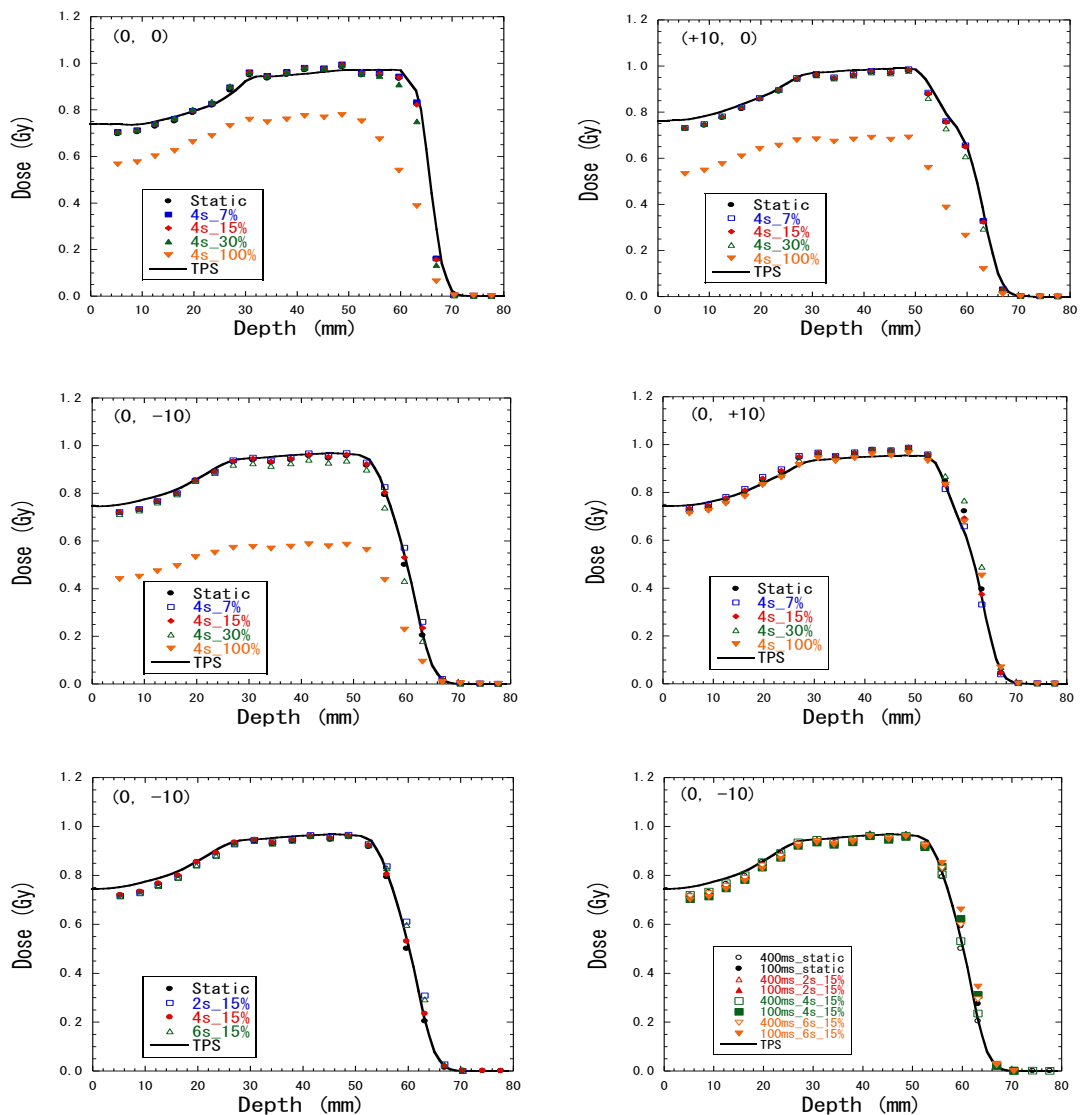 (0, 0)
Dose (Gy)
1.2
1.0
0.8
0.6
0.4
0.2
0.0
Static
4s_7%
4s_15%
4s_30%
4s_100%
TPS
0 10 20 30 40 50 60 70 80
Depth (mm)
(+10, 0)
Dose (Gy)
1.2
1.0
0.8
0.6
0.4
0.2
0.0
Static
4s_7%
4s_15%
4s_30%
4s_100%
TPS
0 10 20 30 40 50 60 70 80
Depth (mm)
(0, -10)
Dose (Gy)
1.2
1.0
0.8
0.6
0.4
0.2
0.0
Static
4s_7%
4s_15%
4s_30%
4s_100%
TPS
0 10 20 30 40 50 60 70 80
Depth (mm)
(0, +10)
Dose (Gy)
1.2
1.0
0.8
0.6
0.4
0.2
0.0
Static
4s_7%
4s_15%
4s_30%
4s_100%
TPS
0 10 20 30 40 50 60 70 80
Depth (mm)
(0, -10)
Dose (Gy)
1.2
1.0
0.8
0.6
0.4
0.2
0.0
Static
2s_15%
4s_15%
6s_15%
TPS
0 10 20 30 40 50 60 70 80
Depth (mm)
(0, -10)
Dose (Gy)
1.2
1.0
0.8
0.6
0.4
0.2
0.0
400ms_static
100ms_static
400ms_2s_15%
100ms_2s_15%
400ms_4s_15%
100ms_4s_15%
400ms_6s_15%
100ms_6s_15%
TPS
0 10 20 30 40 50 60 70 80
Depth (mm)